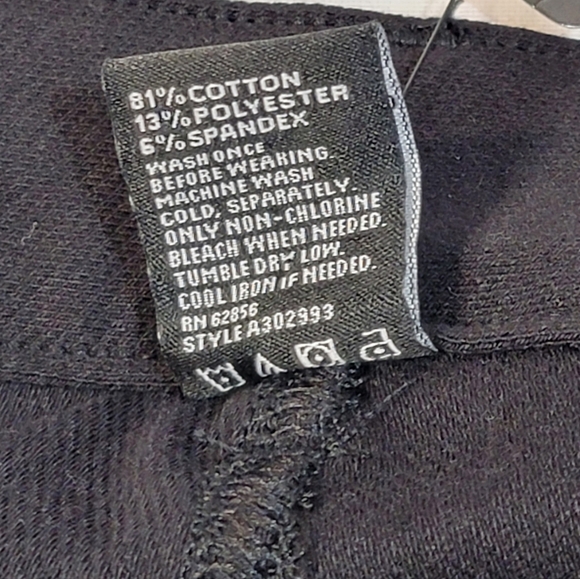 81% COTTON
13% POLYESTER
6% SPANDEX
WASH ONCE
BEFORE WEARING.
MACHINE WASH
COLD, SEPARATELY.
ONLY NON-CHLORINE
BLEACH WHEN NEEDED.
TUMBLE DRY LOW.
COOL IRON IF NEEDED.
RN 62856
STYLE A302993